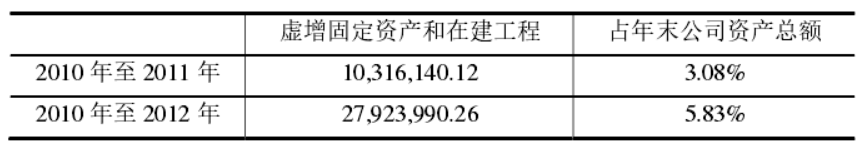 虚增固定资产和在建工程 占年末公司资产总额
2010 年至 2011 年 10,316,140.12 3.08%
2010 年至 2012 年 27,923,990.26 5.83%